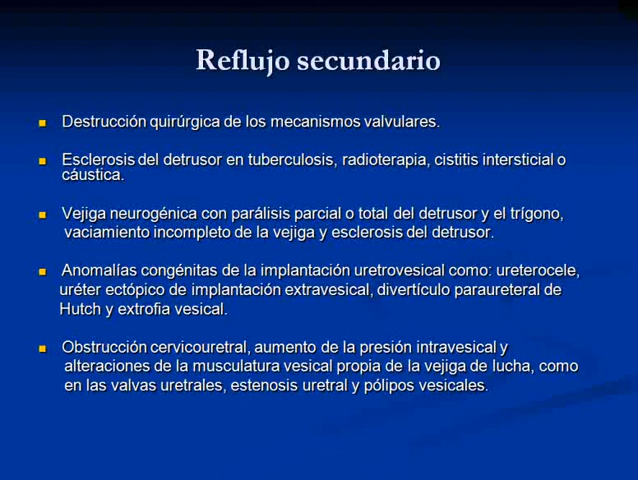 Reflujo secundario
Destrucción quirúrgica de los mecanismos valvulares.
Esclerosis del detrusor en tuberculosis, radioterapia, cistitis intersticial o
cáustica.
Vejiga neurogénica con parálisis parcial o total del detrusor y el trígono,
vaciamiento incompleto de la vejiga y esclerosis del detrusor.
Anomalías congénitas de la implantación uretrovesical como: ureterocele,
uréter ectópico de implantación extravesical, divertículo paraureteral de
Hutch y extrofia vesical.
Obstrucción cervicouretral, aumento de la presión intravesical y
alteraciones de la musculatura vesical propia de la vejiga de lucha, como
en las valvas uretrales, estenosis uretral y pólipos vesicales.